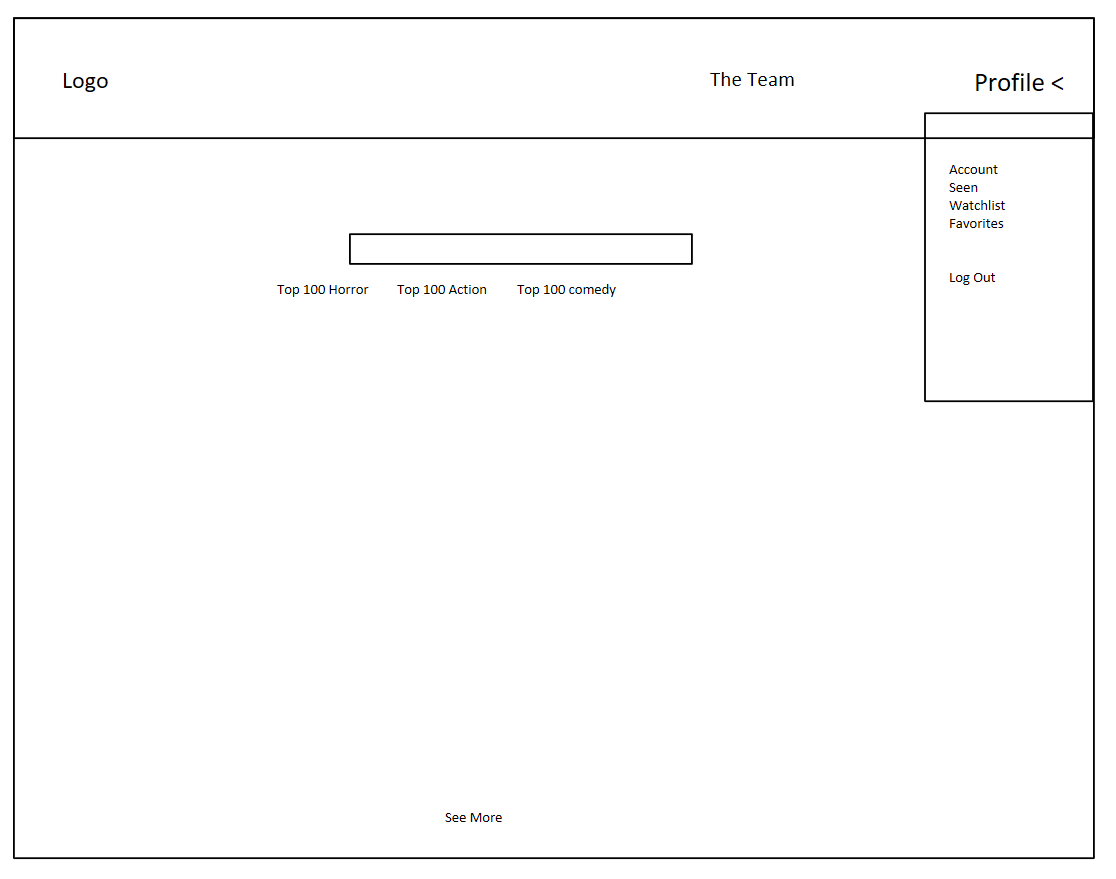 Logo
The Team
Profile <
Account
Seen
Watchlist
Favorites
Log Out
Top 100 Horror
Top 100 Action
Top 100 comedy
See More